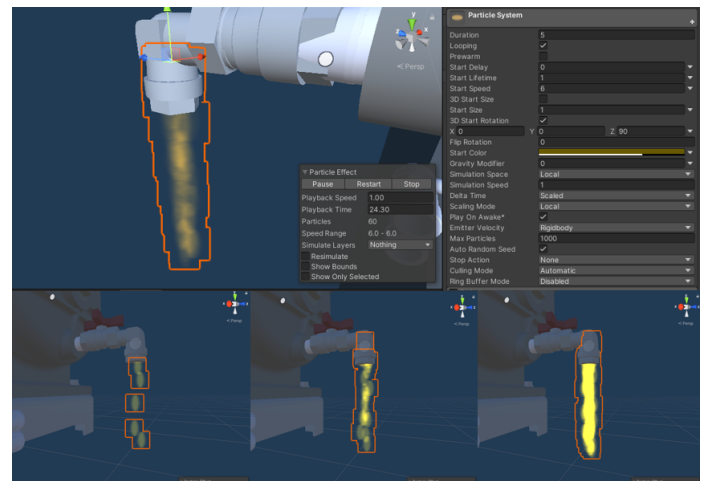 y
x
z
<Persp
Particle Effect
Pause Restart Stop
Playback Speed 1.00
Playback Time 24.30
Particles 60
Speed Range 6.0 - 6.0
Simulate Layers Nothing
Resimulate
Show Bounds
Show Only Selected
Particle System
+
Duration 5
Looping
Prewarm
Start Delay 0
Start Lifetime 1
Start Speed 6
3D Start Size
Start Size 1
3D Start Rotation
X 0 Y 0 Z 90
Flip Rotation 0
Start Color
Gravity Modifier 0
Simulation Space Local
Simulation Speed 1
Delta Time Scaled
Scaling Mode Local
Play On Awake*
Emitter Velocity Rigidbody
Max Particles 1000
Auto Random Seed
Stop Action None
Culling Mode Automatic
Ring Buffer Mode Disabled
<Persp
<Persp
<Persp